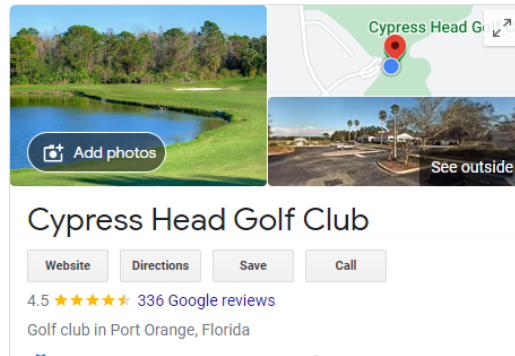 Cypress Head Golf C
Add photos
See outside
Cypress Head Golf Club
Website Directions Save Call
4.5 336 Google reviews
Golf club in Port Orange, Florida